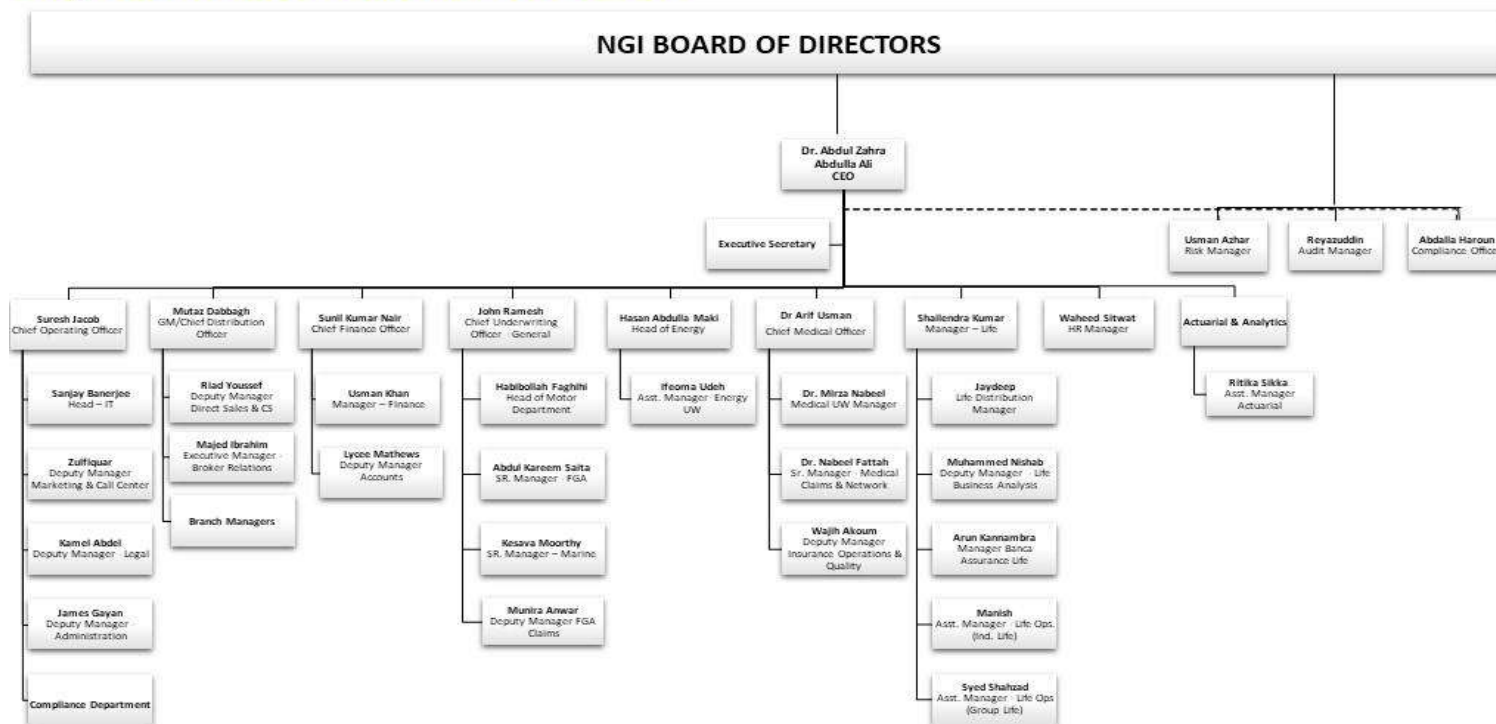 NGI BOARD OF DIRECTORS
Dr. Abdul Zahra
Abdulla Ali
CEO
Executive Secretary
Usman Azhar
Risk Manager
Reyazuddin
Audit Manager
Abdalla Haroun
Compliance Office
Suresh Jacob
Chief Operating Officer
Mutaz Dabbagh
GM/Chief Distribution
Officer
Sunil Kumar Nair
Chief Finance Officer
John Ramesh
Chief Underwriting
Officer - General
Hasan Abdulla Maki
Head of Energy
Dr Arif Usman
Chief Medical Officer
Shailendra Kumar
Manager – Life
Waheed Sitwat
HR Manager
Actuarial & Analytics
Sanjay Banerjee
Head – IT
Zulfiquar
Deputy Manager
Marketing & Call Center
Kamel Abdel
Deputy Manager - Legal
James Gayan
Deputy Manager
Administration
Compliance Department
Riad Youssef
Deputy Manager
Direct Sales & CS
Majed Ibrahim
Executive Manager -
Broker Relations
Branch Managers
Usman Khan
Manager – Finance
Lycee Mathews
Deputy Manager
Accounts
Habibollah Faghihi
Head of Motor
Department
Abdul Kareem Saita
SR. Manager - FGA
Kesava Moorthy
SR. Manager – Marine
Munira Anwar
Deputy Manager FGA
Claims
Ifeoma Udeh
Asst. Manager- Energy
UW
Dr. Mirza Nabeel
Medical UW Manager
Dr. Nabeel Fattah
Sr. Manager - Medical
Claims & Network
Wajih Akoum
Deputy Manager
Insurance Operations &
Quality
Jaydeep
Life Distribution
Manager
Muhammed Nishab
Deputy Manager - Life
Business Analysis
Arun Kannambra
Manager Banca
Assurance Life
Manish
Asst. Manager - Life Ops.
(Ind. Life)
Syed Shahzad
Asst. Manager - Life Ops
(Group Life)
Ritika Sikka
Asst. Manager
Actuarial